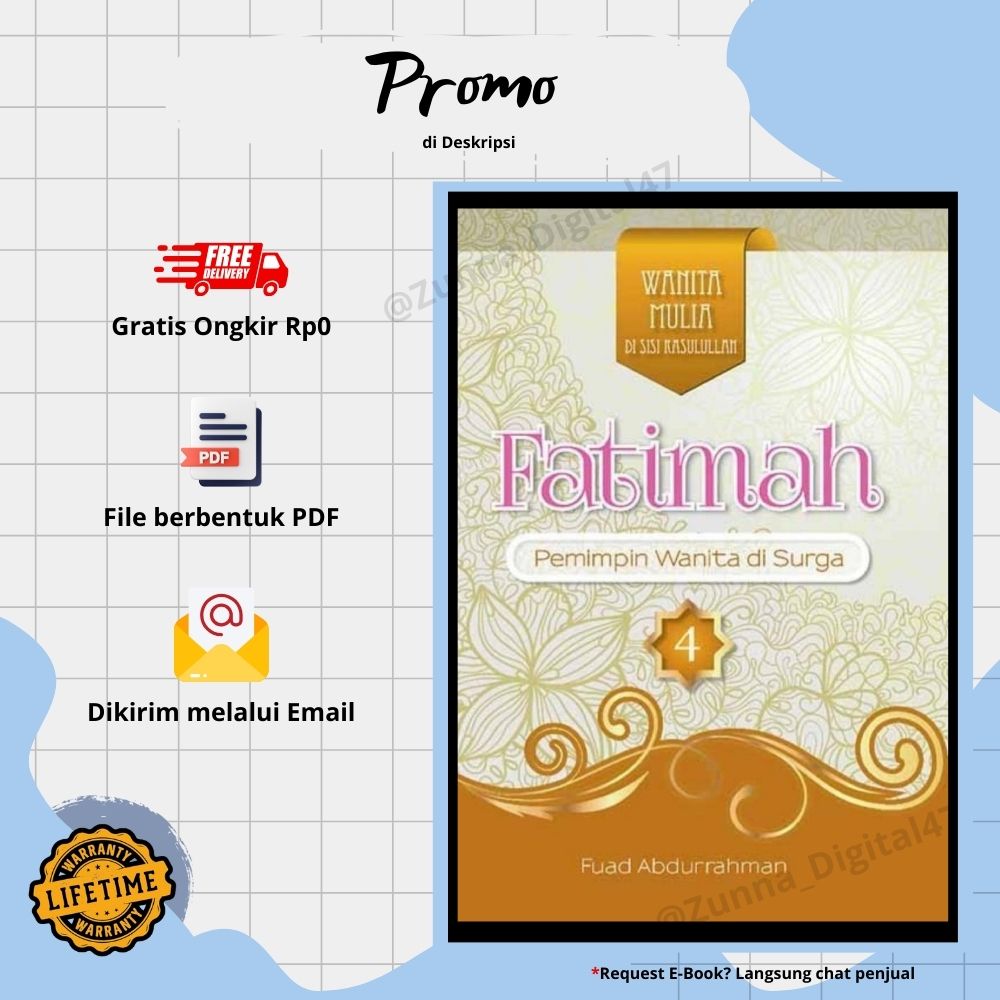 Promo
di Deskripsi
FREE
DELIVERY
Gratis Ongkir Rp0
PDF
File berbentuk PDF
@
Dikirim melalui Email
WARRANTY
LIFETIME
WARRANTY
@Zunna_Digital47
WANITA
MULIA
DI SISI RASULULLAH
Fatimah
Pemimpin Wanita di Surga
4
Fuad Abdurrahman
@Zunna_Digital47
*Request E-Book? Langsung chat penjual